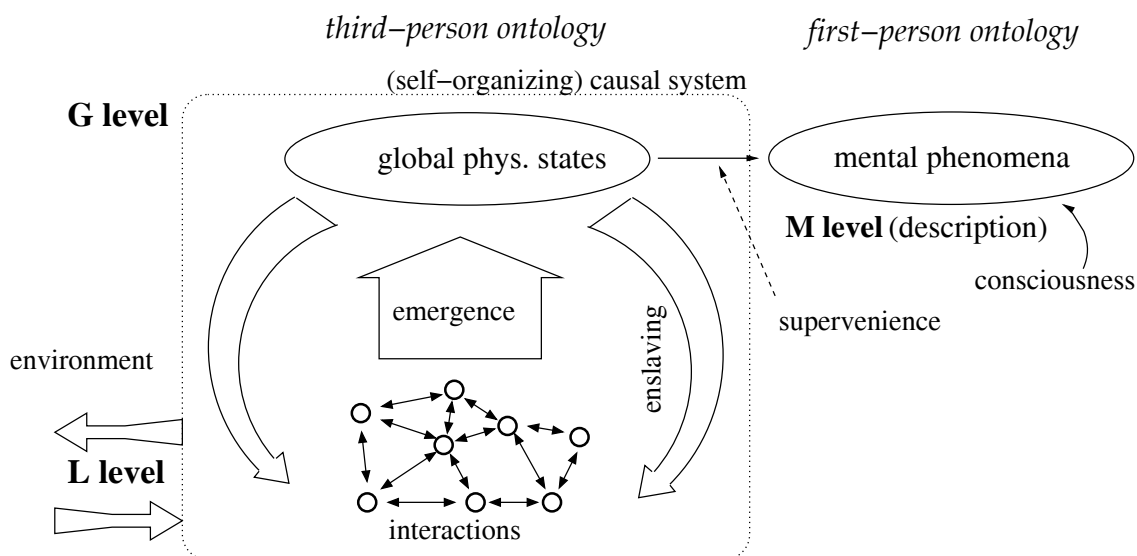 third−person ontology
first−person ontology
(self−organizing) causal system
G level
global phys. states
mental phenomena
M level (description)
consciousness
emergence
supervenience
enslaving
environment
L level
interactions